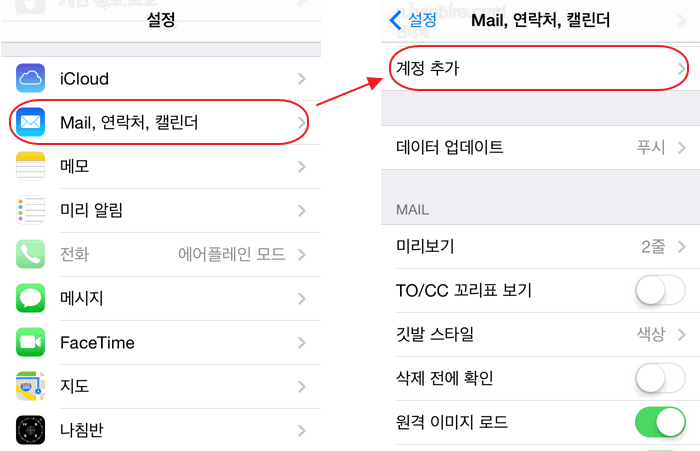 설정
iCloud
Mail, 연락처, 캘린더
메모
미리 알림
전화 에어플레인 모드
메시지
FaceTime
지도
나침반
설정 Mail, 연락처, 캘린더
계정 추가
데이터 업데이트 푸시
MAIL
미리보기 2줄
TO/CC 꼬리표 보기
깃발 스타일 색상
삭제 전에 확인
원격 이미지 로드